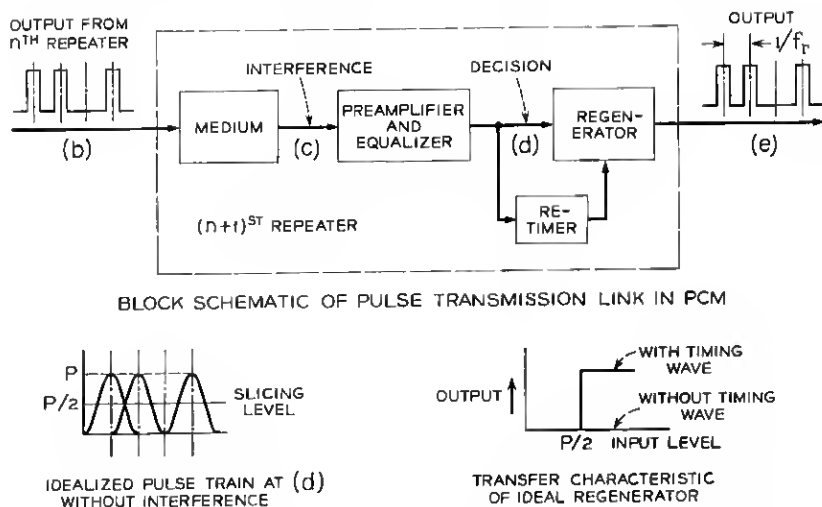 OUTPUT FROM
nTH REPEATER
OUTPUT
1/fr
INTERFERENCE
DECISION
MEDIUM
PREAMPLIFIER
AND
EQUALIZER
REGEN-
ERATOR
(b)
(c)
(d)
(e)
RE-
TIMER
(n+1)ST REPEATER
BLOCK SCHEMATIC OF PULSE TRANSMISSION LINK IN PCM
P
P/2
SLICING
LEVEL
IDEALIZED PULSE TRAIN AT (d)
WITHOUT INTERFERENCE
OUTPUT
WITH TIMING
WAVE
WITHOUT TIMING
WAVE
P/2 INPUT LEVEL
TRANSFER CHARACTERISTIC
OF IDEAL REGENERATOR